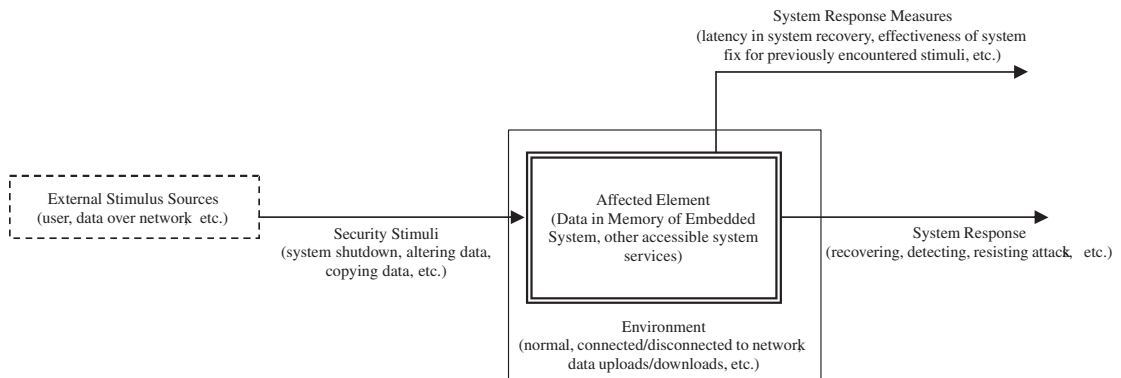 System Response Measures
(latency in system recovery, effectiveness of system
fix for previously encountered stimuli, etc.)
External Stimulus Sources
(user, data over network, etc.)
Security Stimuli
(system shutdown, altering data,
copying data, etc.)
Affected Element
(Data in Memory of Embedded
System, other accessible system
services)
System Response
(recovering, detecting, resisting attack, etc.)
Environment
(normal, connected/disconnected to network,
data uploads/downloads, etc.)